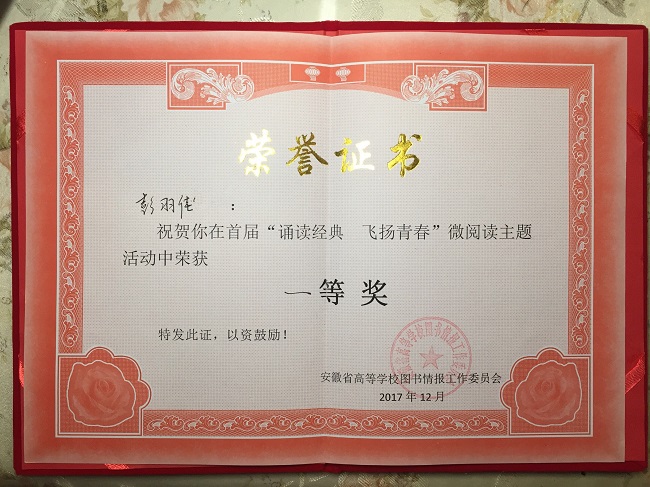 荣誉证书
彭羽佳：
祝贺你在首届“诵读经典 飞扬青春”微阅读主题
活动中荣获
一等奖
特发此证，以资鼓励！
安徽省高等学校图书情报工作委员会
2017年12月